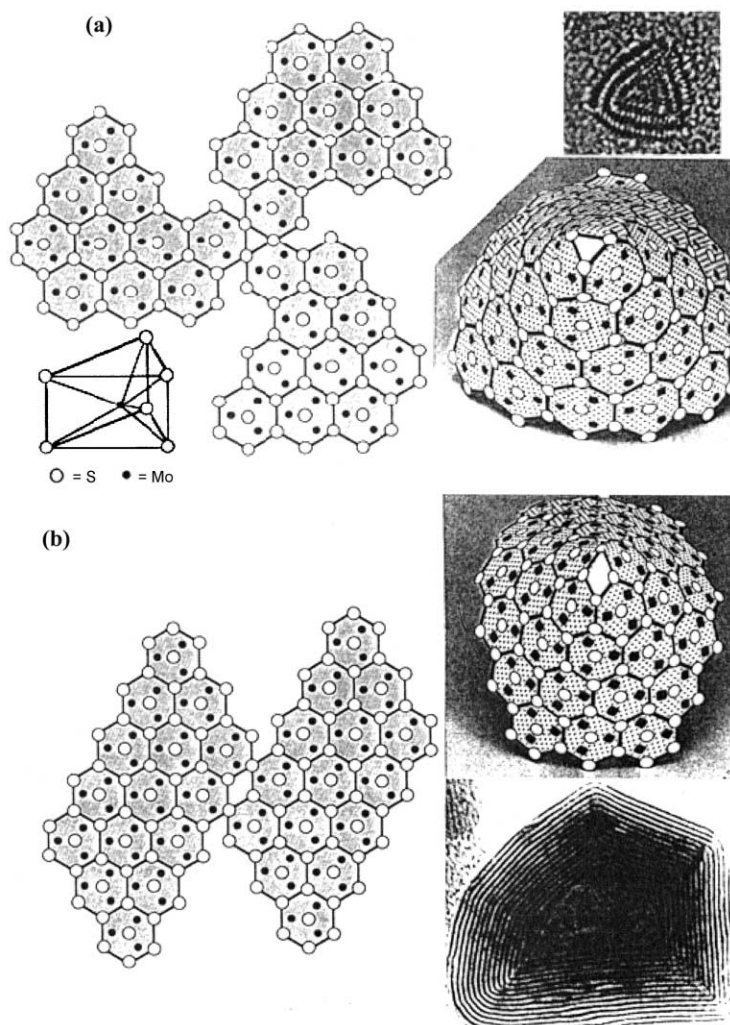 (a)
○ = S ● = Mo
(b)